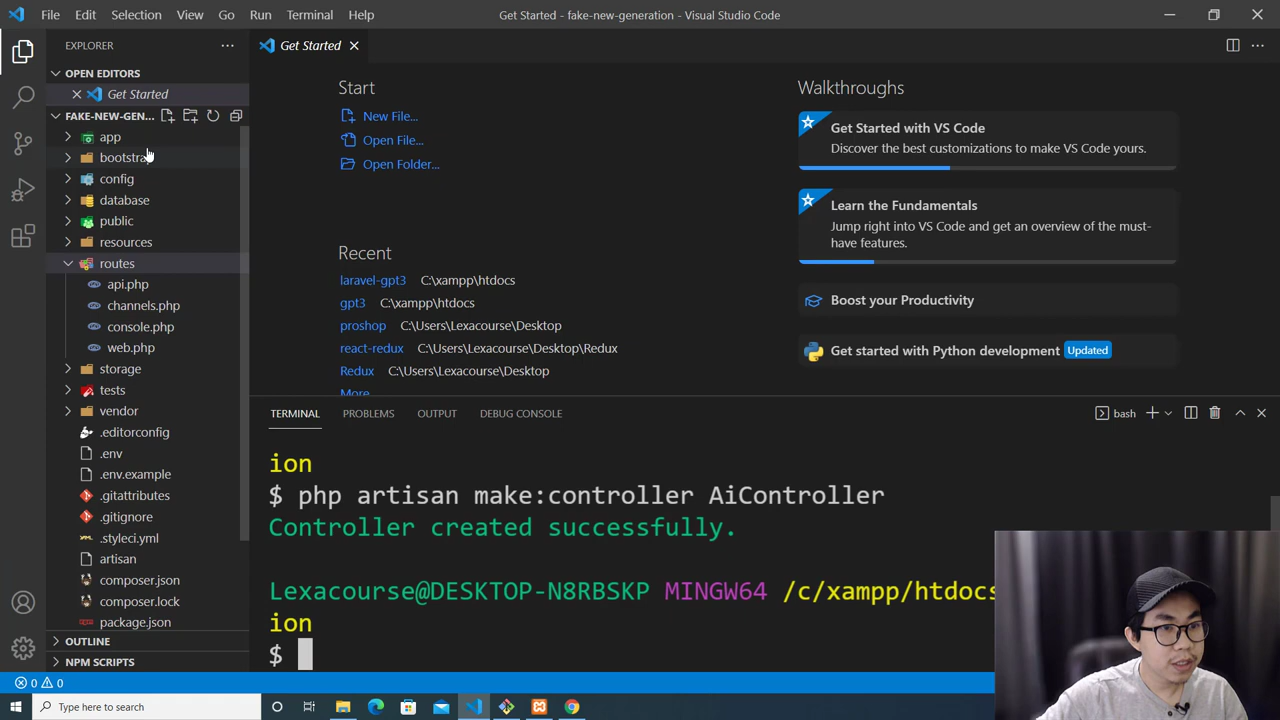 File Edit Selection View Go Run Terminal Help
Get Started - fake-new-generation - Visual Studio Code
EXPLORER
OPEN EDITORS
Get Started
FAKE-NEW-GEN...
app
config
database
public
resources
routes
api.php
channels.php
console.php
web.php
storage
tests
vendor
.editorconfig
.env
.env.example
.gitattributes
.gitignore
.styleci.yml
artisan
composer.json
composer.lock
package.json
OUTLINE
NPM SCRIPTS
Get Started
Start
New File...
Open File...
Open Folder...
Recent
laravel-gpt3 C:\xampp\htdocs
gpt3 C:\xampp\htdocs
proshop C:\Users\Lexacourse\Desktop
react-redux C:\Users\Lexacourse\Desktop\Redux
Redux C:\Users\Lexacourse\Desktop
More...
Walkthroughs
Get Started with VS Code
Discover the best customizations to make VS Code yours.
Learn the Fundamentals
Jump right into VS Code and get an overview of the must-
have features.
Boost your Productivity
Get started with Python development Updated
TERMINAL PROBLEMS OUTPUT DEBUG CONSOLE
bash
ion
$ php artisan make:controller AiController
Controller created successfully.
Lexacourse@DESKTOP-N8RBSKP MINGW64 /c/xampp/htdocs
ion
$
0 0
Type here to search